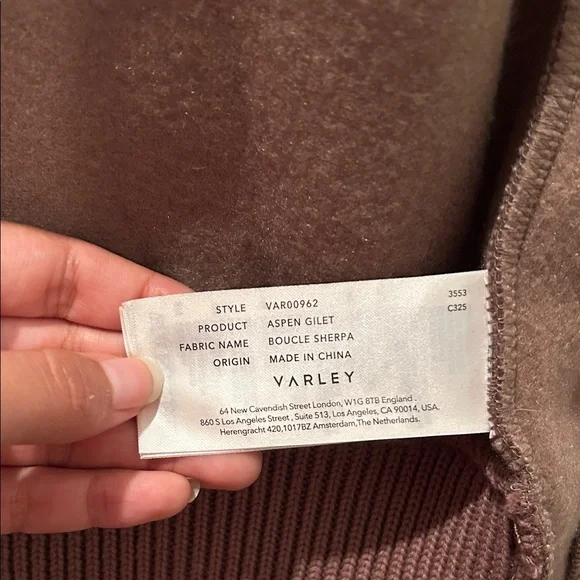 STYLE VAR00962 3553
PRODUCT ASPEN GILET C325
FABRIC NAME BOUCLE SHERPA
ORIGIN MADE IN CHINA
VARLEY
64 New Cavendish Street London, W1G 8TB England.
860 S Los Angeles Street, Suite 513, Los Angeles, CA 90014, USA.
Herengracht 420,1017BZ Amsterdam,The Netherlands.